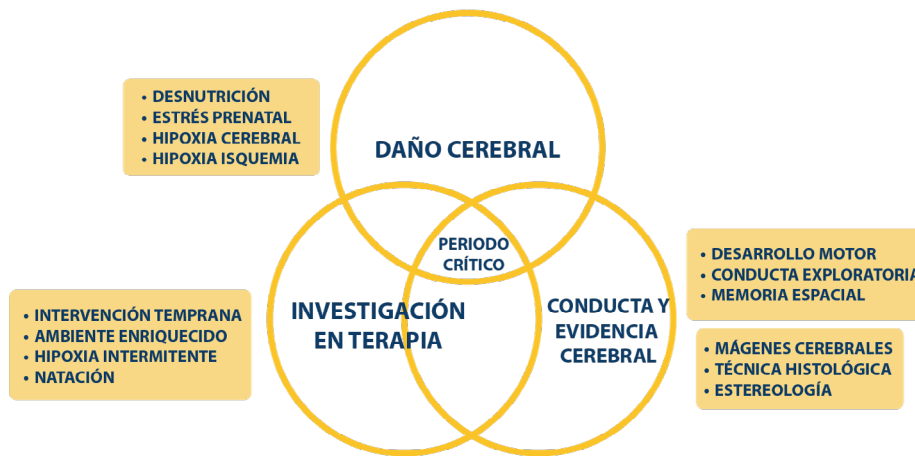 • DESNUTRICIÓN
• ESTRÉS PRENATAL
• HIPOXIA CEREBRAL
• HIPOXIA ISQUEMIA
DAÑO CEREBRAL
PERIODO
CRÍTICO
INVESTIGACIÓN
EN TERAPIA
CONDUCTA Y
EVIDENCIA
CEREBRAL
• INTERVENCIÓN TEMPRANA
• AMBIENTE ENRIQUECIDO
• HIPOXIA INTERMITENTE
• NATACIÓN
• DESARROLLO MOTOR
• CONDUCTA EXPLORATORIA
• MEMORIA ESPACIAL
• MÁGENES CEREBRALES
• TÉCNICA HISTOLÓGICA
• ESTEREOLOGÍA